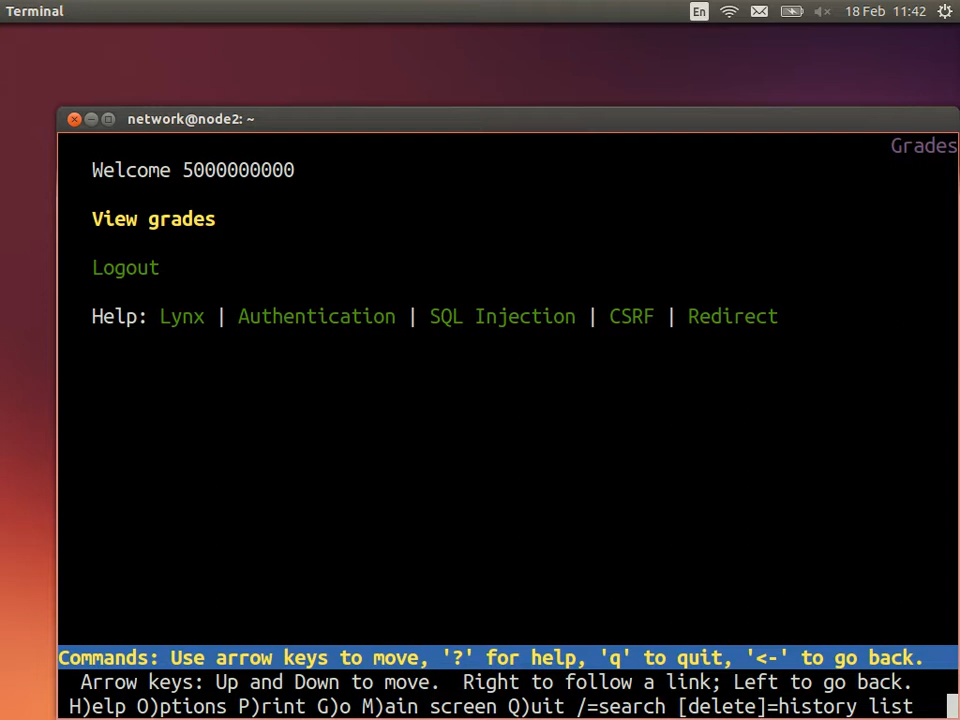 Terminal
En
18 Feb 11:42
network@node2: ~
Grades
Welcome 5000000000
View grades
Logout
Help: Lynx | Authentication | SQL Injection | CSRF | Redirect
Commands: Use arrow keys to move, '?' for help, 'q' to quit, '<-' to go back.
Arrow keys: Up and Down to move.  Right to follow a link; Left to go back.
H)elp O)ptions P)rint G)o M)ain screen Q)uit /=search [delete]=history list